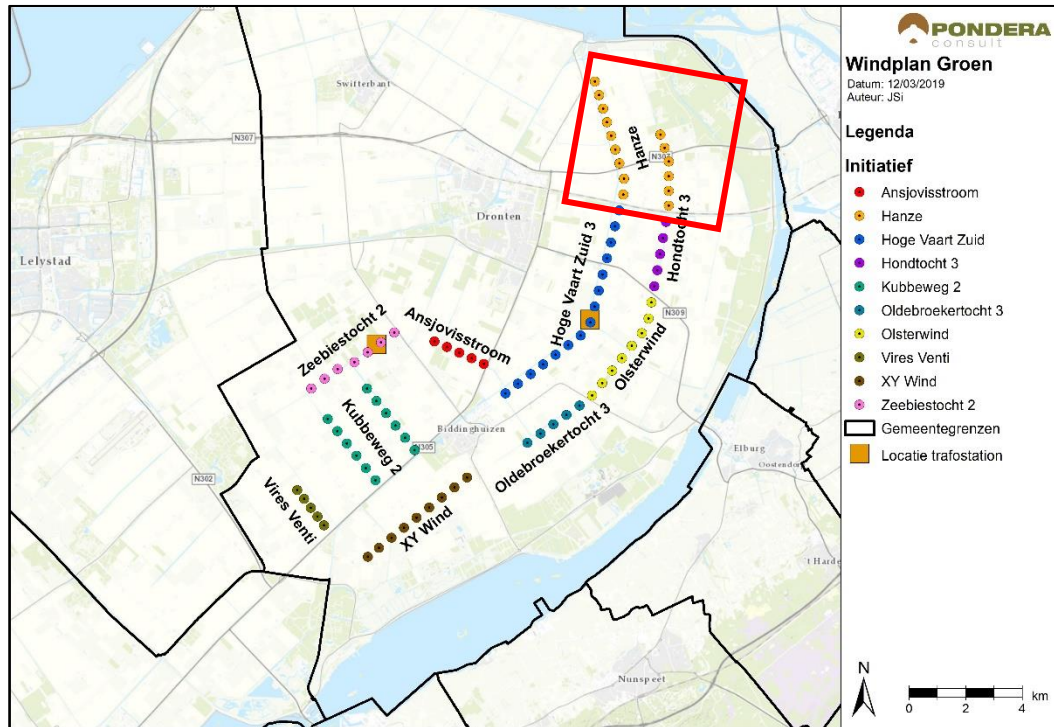 PONDERA
consult
Windplan Groen
Datum: 12/03/2019
Auteur: JSi
Legenda
Initiatief
Ansjovisstroom
Hanze
Hoge Vaart Zuid
Hondtocht 3
Kubbeweg 2
Oldebroekertocht 3
Olsterwind
Vires Venti
XY Wind
Zeebiestocht 2
Gemeentegrenzen
Locatie trafostation
N
0 2 4
km
Swifterbant
N307
Hanze
N307
Dronten
Lelystad
Hondtocht 3
Hoge Vaart Zuid 3
N309
Zeebiestocht 2
Ansjovisstroom
Olsterwind
Kubbeweg 2
Biddinghuizen
N305
Oldebroekertocht 3
Elburg
Oostendorp
N302
Vires Venti
XY Wind
t Harde
Nunspeet